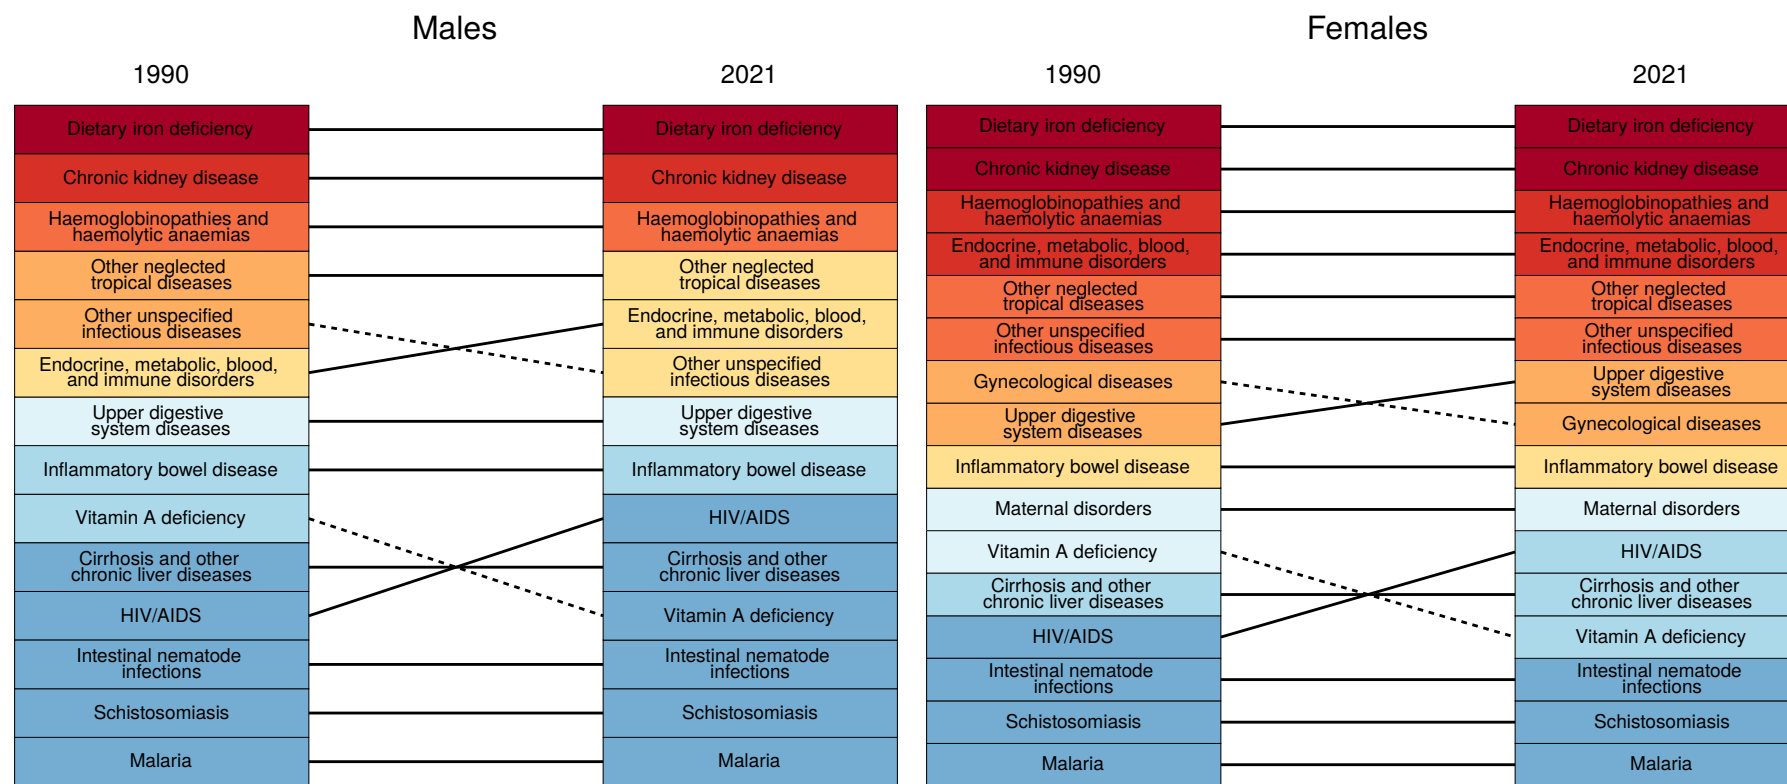 Males
1990
2021
Dietary iron deficiency
Chronic kidney disease
Haemoglobinopathies and
haemolytic anaemias
Other neglected
tropical diseases
Other unspecified
infectious diseases
Endocrine, metabolic, blood,
and immune disorders
Upper digestive
system diseases
Inflammatory bowel disease
Vitamin A deficiency
Cirrhosis and other
chronic liver diseases
HIV/AIDS
Intestinal nematode
infections
Schistosomiasis
Malaria
Dietary iron deficiency
Chronic kidney disease
Haemoglobinopathies and
haemolytic anaemias
Other neglected
tropical diseases
Endocrine, metabolic, blood,
and immune disorders
Other unspecified
infectious diseases
Upper digestive
system diseases
Inflammatory bowel disease
HIV/AIDS
Cirrhosis and other
chronic liver diseases
Vitamin A deficiency
Intestinal nematode
infections
Schistosomiasis
Malaria
Females
1990
2021
Dietary iron deficiency
Chronic kidney disease
Haemoglobinopathies and
haemolytic anaemias
Endocrine, metabolic, blood,
and immune disorders
Other neglected
tropical diseases
Other unspecified
infectious diseases
Gynecological diseases
Upper digestive
system diseases
Inflammatory bowel disease
Maternal disorders
Vitamin A deficiency
Cirrhosis and other
chronic liver diseases
HIV/AIDS
Intestinal nematode
infections
Schistosomiasis
Malaria
Dietary iron deficiency
Chronic kidney disease
Haemoglobinopathies and
haemolytic anaemias
Endocrine, metabolic, blood,
and immune disorders
Other neglected
tropical diseases
Other unspecified
infectious diseases
Upper digestive
system diseases
Gynecological diseases
Inflammatory bowel disease
Maternal disorders
HIV/AIDS
Cirrhosis and other
chronic liver diseases
Vitamin A deficiency
Intestinal nematode
infections
Schistosomiasis
Malaria